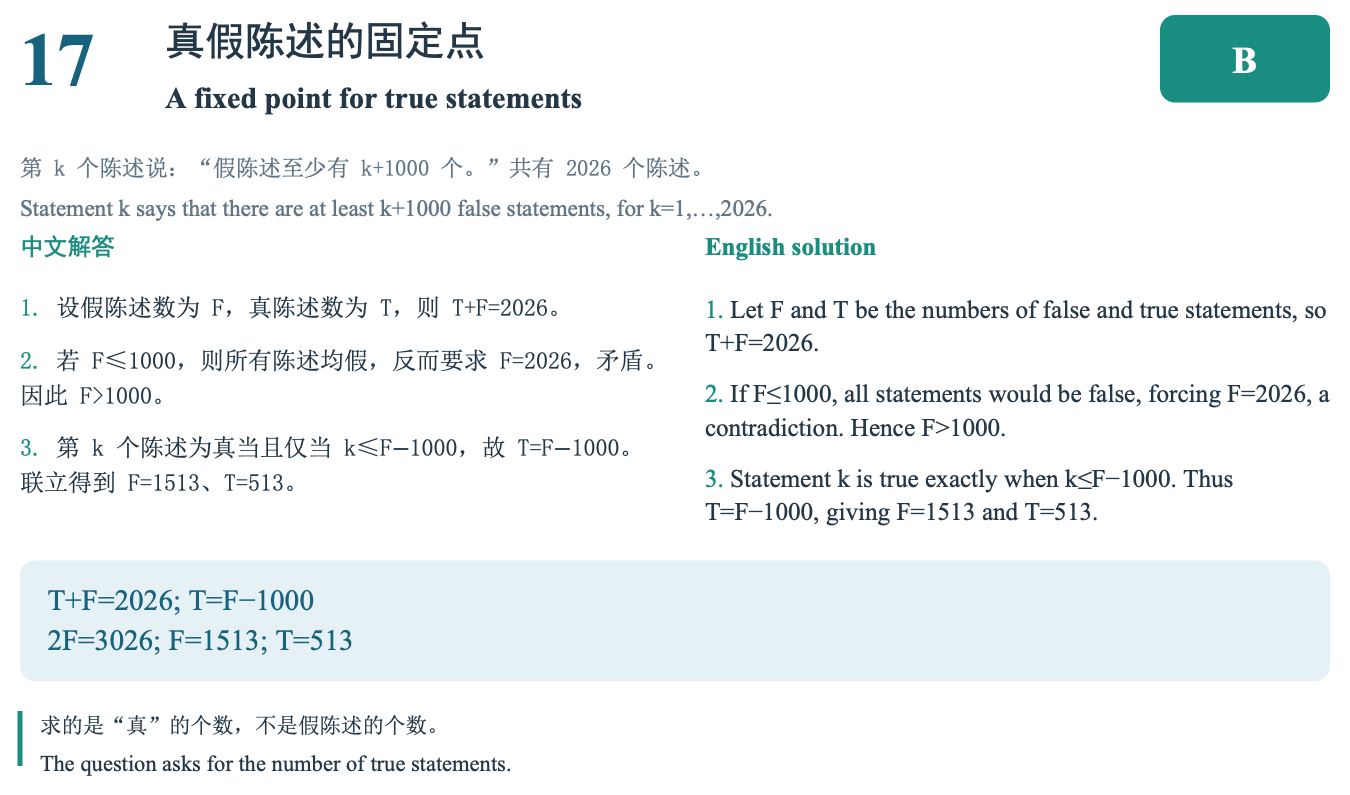 17
真假陈述的固定点
A fixed point for true statements
B
第 k 个陈述说：“假陈述至少有 k+1000 个。”共有 2026 个陈述。
Statement k says that there are at least k+1000 false statements, for k=1,…,2026.
中文解答
1. 设假陈述数为 F，真陈述数为 T，则 T+F=2026。
2. 若 F≤1000，则所有陈述均假，反而要求 F=2026，矛盾。
因此 F>1000。
3. 第 k 个陈述为真当且仅当 k≤F−1000，故 T=F−1000。
联立得到 F=1513、T=513。
English solution
1. Let F and T be the numbers of false and true statements, so
T+F=2026.
2. If F≤1000, all statements would be false, forcing F=2026, a
contradiction. Hence F>1000.
3. Statement k is true exactly when k≤F−1000. Thus
T=F−1000, giving F=1513 and T=513.
T+F=2026; T=F−1000
2F=3026; F=1513; T=513
求的是“真”的个数，不是假陈述的个数。
The question asks for the number of true statements.